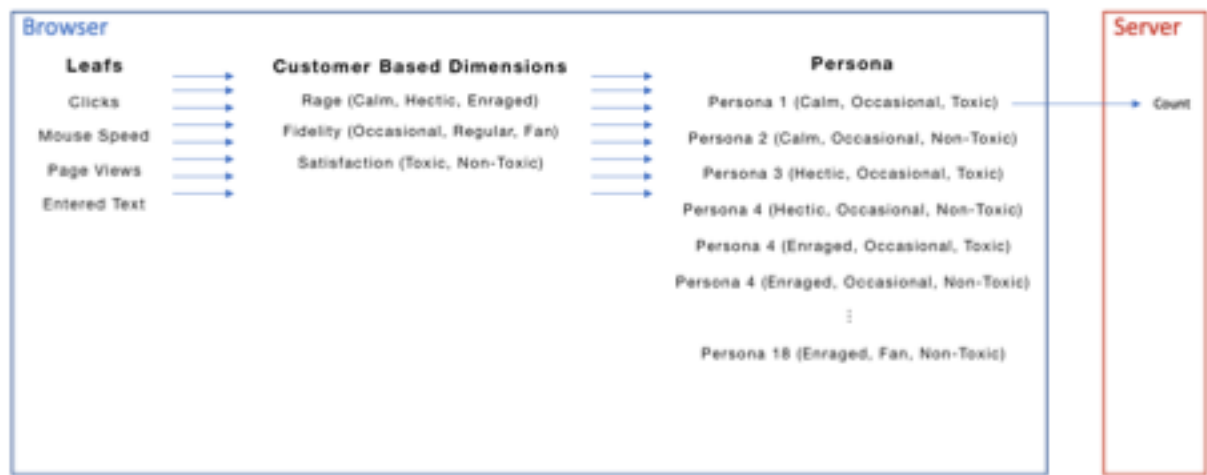 Browser
Server
Leafs
Clicks
Mouse Speed
Page Views
Entered Text
Customer Based Dimensions
Rage (Calm, Hectic, Enraged)
Fidelity (Occasional, Regular, Fan)
Satisfaction (Toxic, Non-Toxic)
Persona
Persona 1 (Calm, Occasional, Toxic)
Persona 2 (Calm, Occasional, Non-Toxic)
Persona 3 (Hectic, Occasional, Toxic)
Persona 4 (Hectic, Occasional, Non-Toxic)
Persona 4 (Enraged, Occasional, Toxic)
Persona 4 (Enraged, Occasional, Non-Toxic)
⋮
Persona 18 (Enraged, Fan, Non-Toxic)
Count